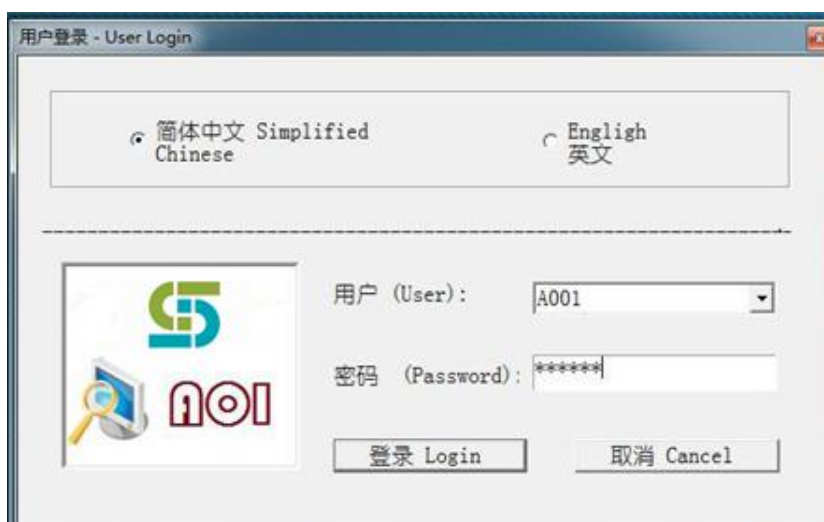 用户登录 - User Login
简体中文 Simplified
Chinese
Engligh
英文
用户 (User):
A001
密码 (Password):
******
AOI
登录 Login
取消 Cancel